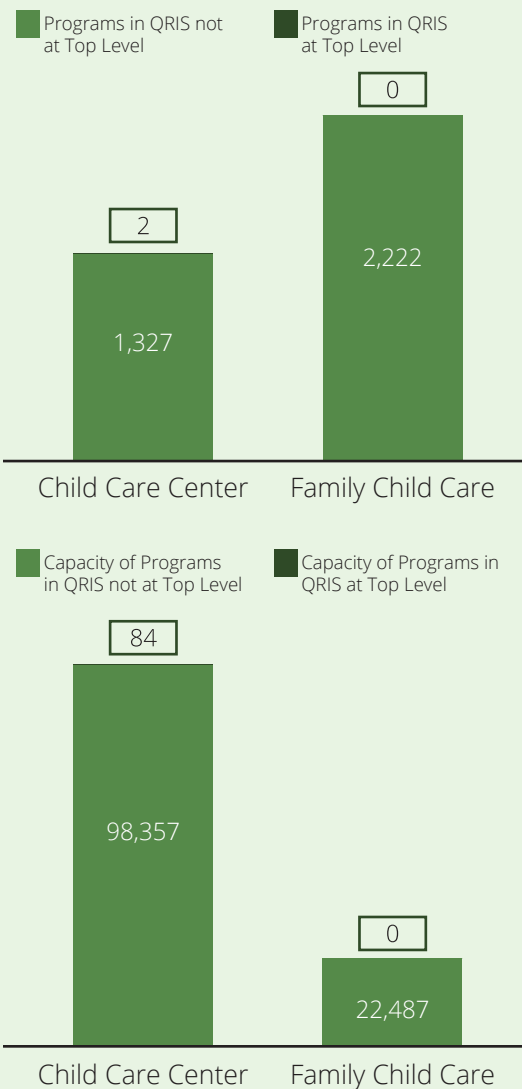 Programs in QRIS not
at Top Level
Programs in QRIS
at Top Level
0
2
2,222
1,327
Child Care Center
Family Child Care
Capacity of Programs
in QRIS not at Top Level
Capacity of Programs in
QRIS at Top Level
84
98,357
0
22,487
Child Care Center
Family Child Care